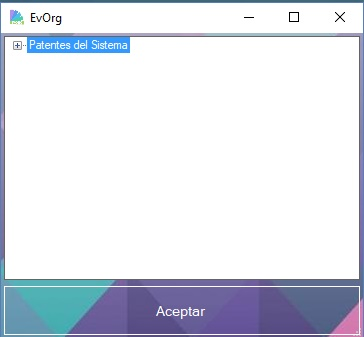 EvOrg
Patentes del Sistema
Aceptar